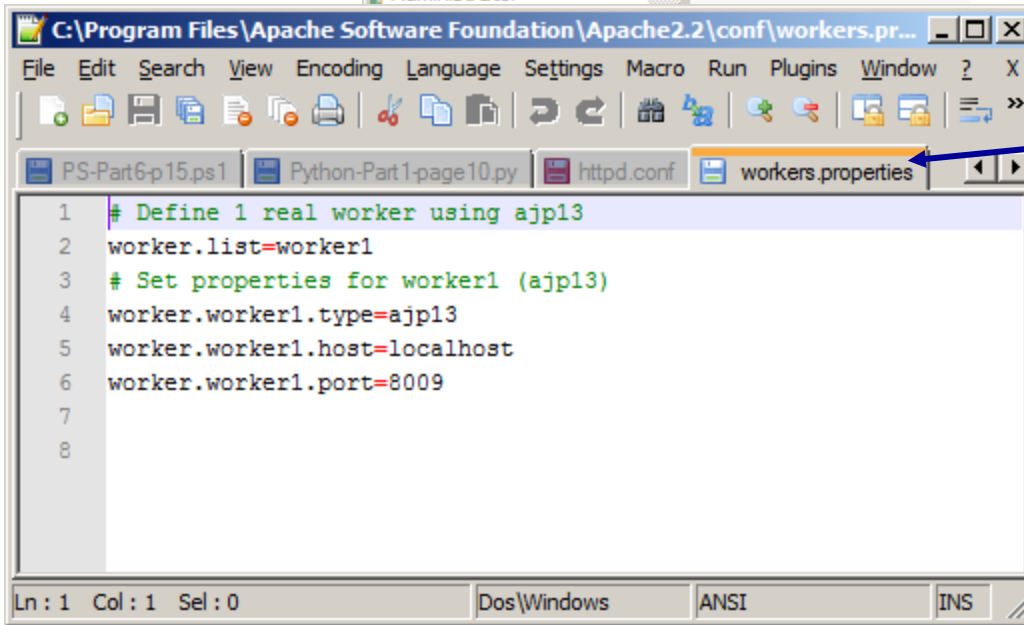 C:\Program Files\Apache Software Foundation\Apache2.2\conf\workers.pr...
File Edit Search View Encoding Language Settings Macro Run Plugins Window ? X
PS-Part6-p15.ps1 Python-Part1-page10.py httpd.conf workers.properties
1 # Define 1 real worker using ajp13
2 worker.list=worker1
3 # Set properties for worker1 (ajp13)
4 worker.worker1.type=ajp13
5 worker.worker1.host=localhost
6 worker.worker1.port=8009
7
8
Ln : 1 Col : 1 Sel : 0 Dos\Windows ANSI INS